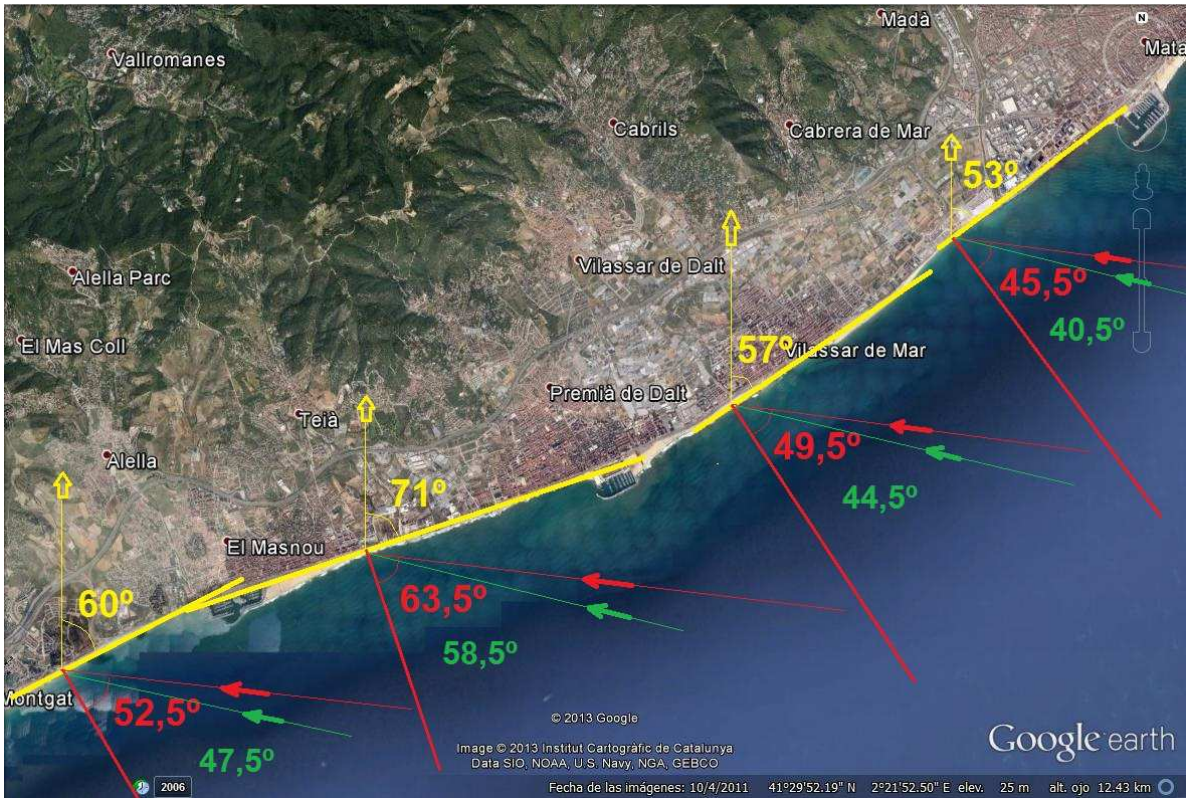 Madà
N
Vallromanes
Mata
Cabrils
Cabrera de Mar
53º
Vilassar de Dalt
Alella Parc
45,5º
40,5º
El Mas Coll
57º
Vilassar de Mar
Premià de Dalt
Teià
49,5º
Alella
71º
44,5º
El Masnou
63,5º
60º
58,5º
Montgat
52,5º
© 2013 Google
47,5º
Image © 2013 Institut Cartogràfic de Catalunya
Data SIO, NOAA, U.S. Navy, NGA, GEBCO
Google earth
2006
Fecha de las imágenes: 10/4/2011 41º29'52.19" N 2º21'52.50" E elev. 25 m alt. ojo 12.43 km